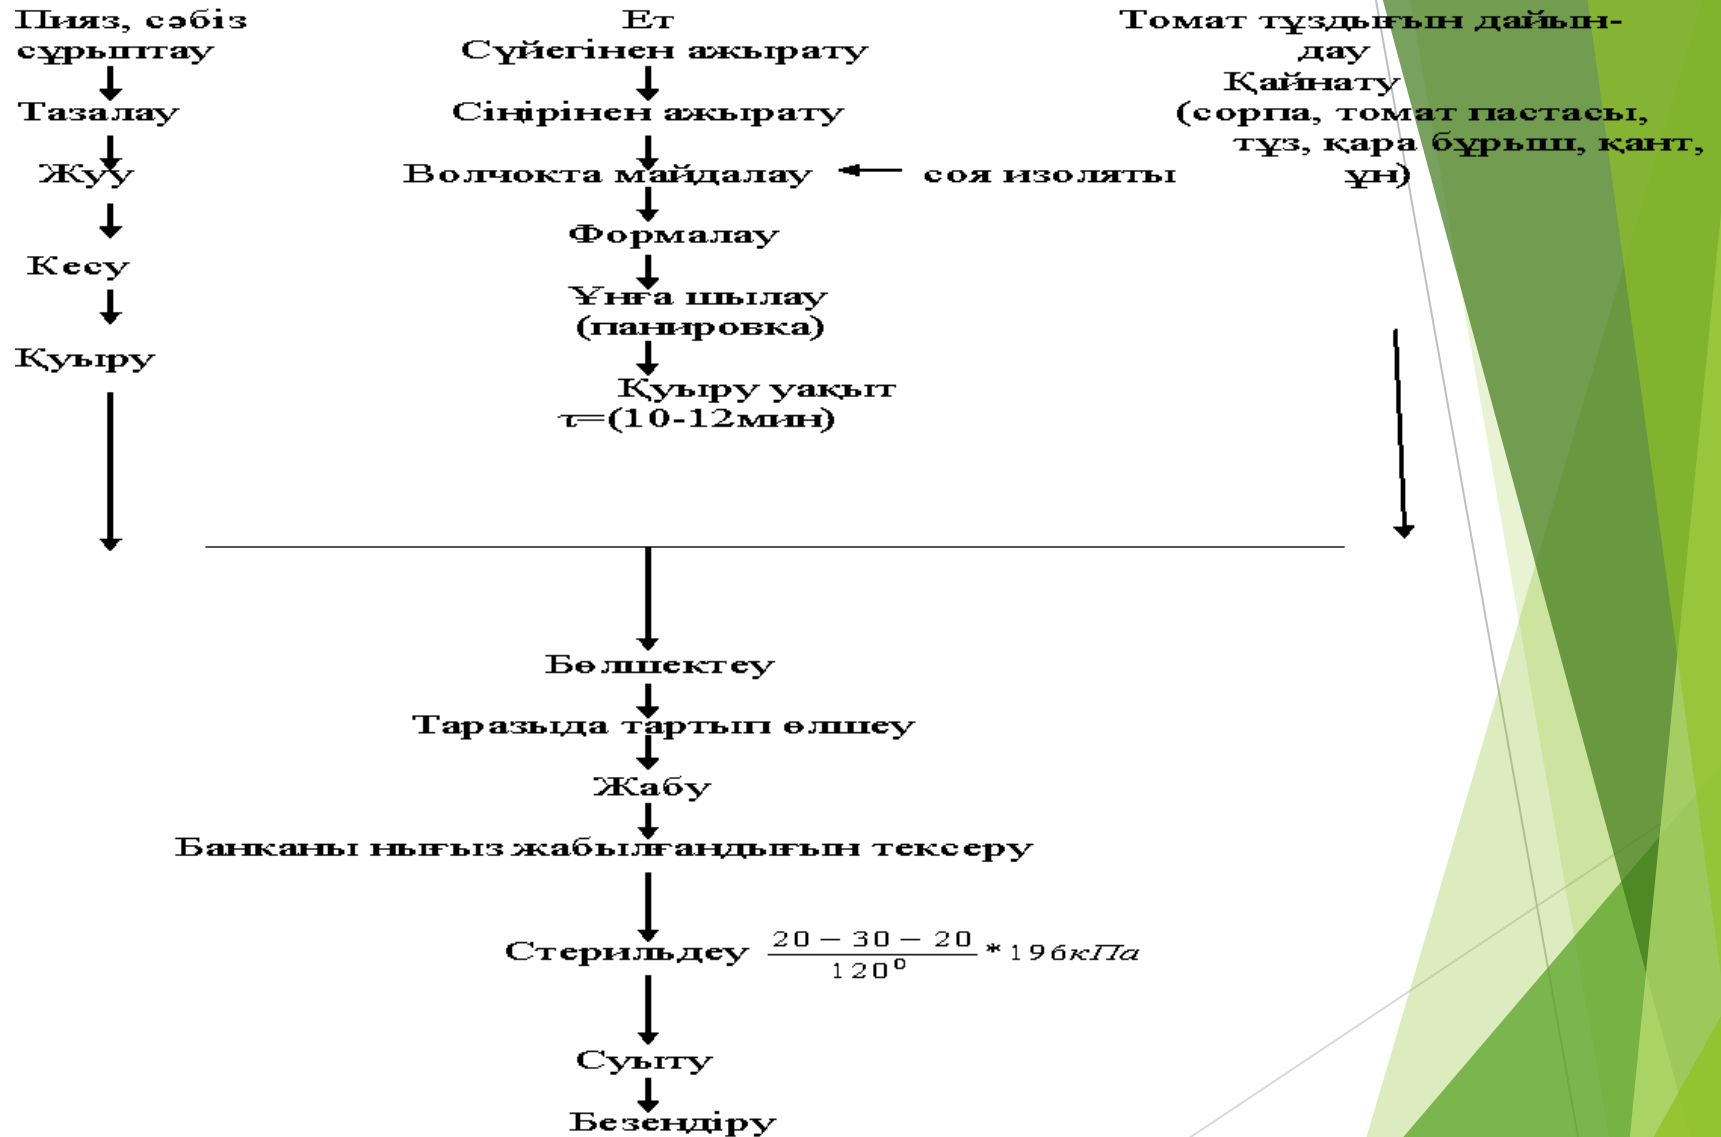 Пияз, сәбіз
сұрыптау
Тазалау
Жуу
Кесу
Қуыру
Ет
Сүйегінен ажырату
Сіңірінен ажырату
Волчокта майдалау
соя изоляты
Формалау
Ұнға шылау
(панировка)
Қуыру уақыт
τ=(10-12мин)
Томат тұздығын дайын-
дау
Қайнату
(сорпа, томат пастасы,
тұз, қара бұрыш, қант,
ұн)
Бөлшектеу
Таразыда тартып өлшеу
Жабу
Банканы нығыз жабылғандығын тексеру
Стерильдеу 20 – 30 – 20 / 120⁰ * 196кПа
Суыту
Безендіру